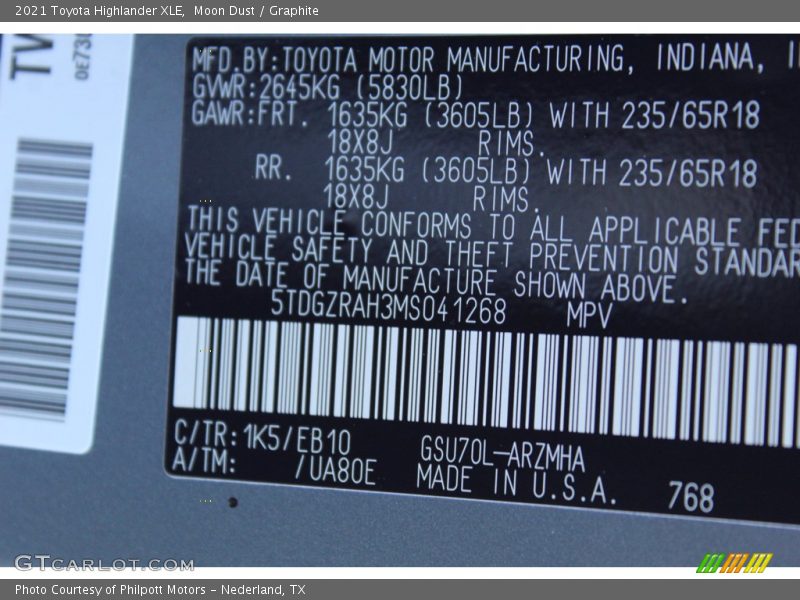 2021 Toyota Highlander XLE, Moon Dust / Graphite
TV
0E73
MFD.BY:TOYOTA MOTOR MANUFACTURING, INDIANA,
GVWR:2645KG (5830LB)
GAWR:FRT. 1635KG (3605LB) WITH 235/65R18
18X8J RIMS.
RR. 1635KG (3605LB) WITH 235/65R18
18X8J RIMS.
THIS VEHICLE CONFORMS TO ALL APPLICABLE FED
VEHICLE SAFETY AND THEFT PREVENTION STANDAR
THE DATE OF MANUFACTURE SHOWN ABOVE.
5TDGZRAH3MS041268 MPV
C/TR:1K5/EB10 GSU70L-ARZMHA
A/TM: /UA80E MADE IN U.S.A. 768
GTCARLOT.COM
Photo Courtesy of Philpott Motors - Nederland, TX